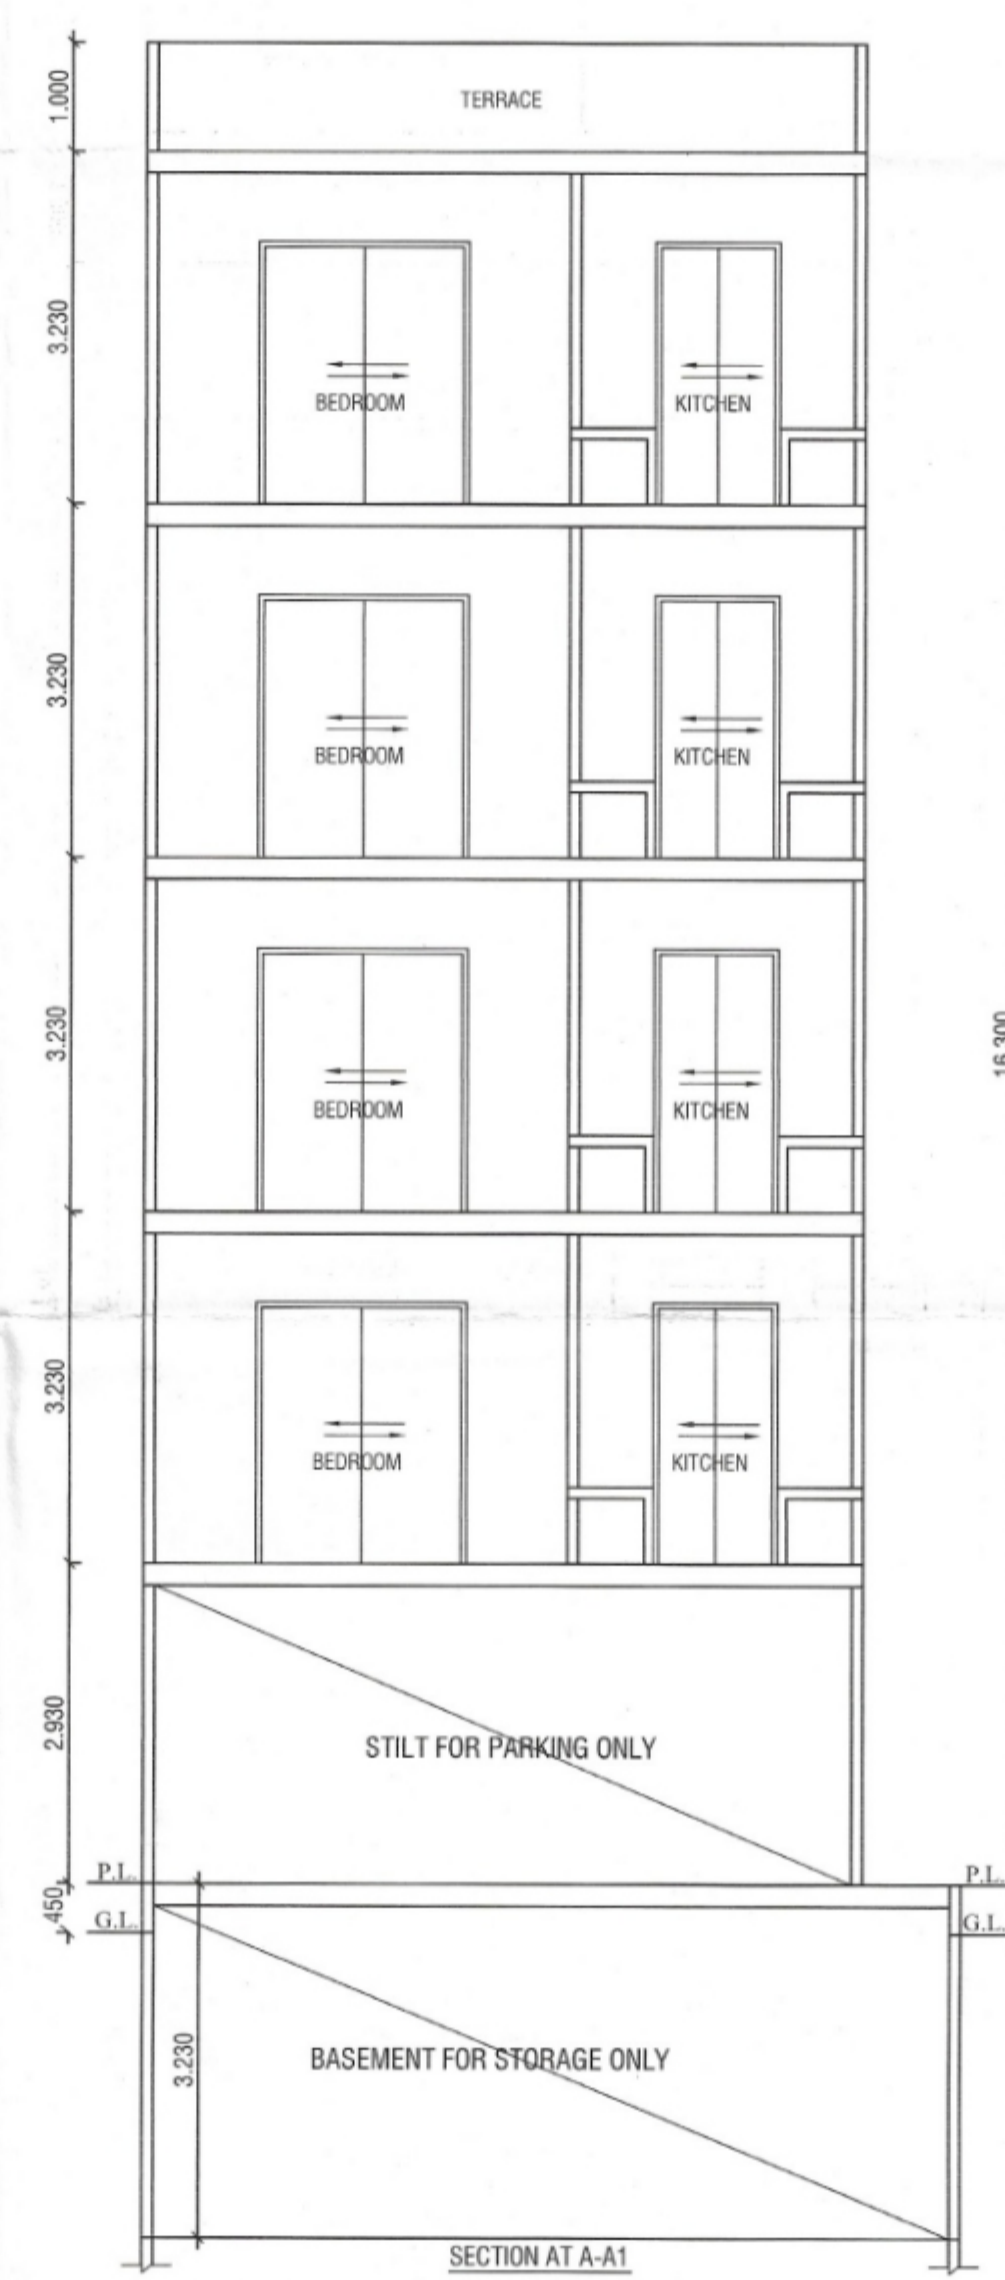 1.000
TERRACE
3.230
BEDROOM
KITCHEN
3.230
BEDROOM
KITCHEN
3.230
BEDROOM
KITCHEN
16.300
3.230
BEDROOM
KITCHEN
2.930
STILT FOR PARKING ONLY
P.L.
P.L.
.450
G.L.
G.L.
3.230
BASEMENT FOR STORAGE ONLY
SECTION AT A-A1